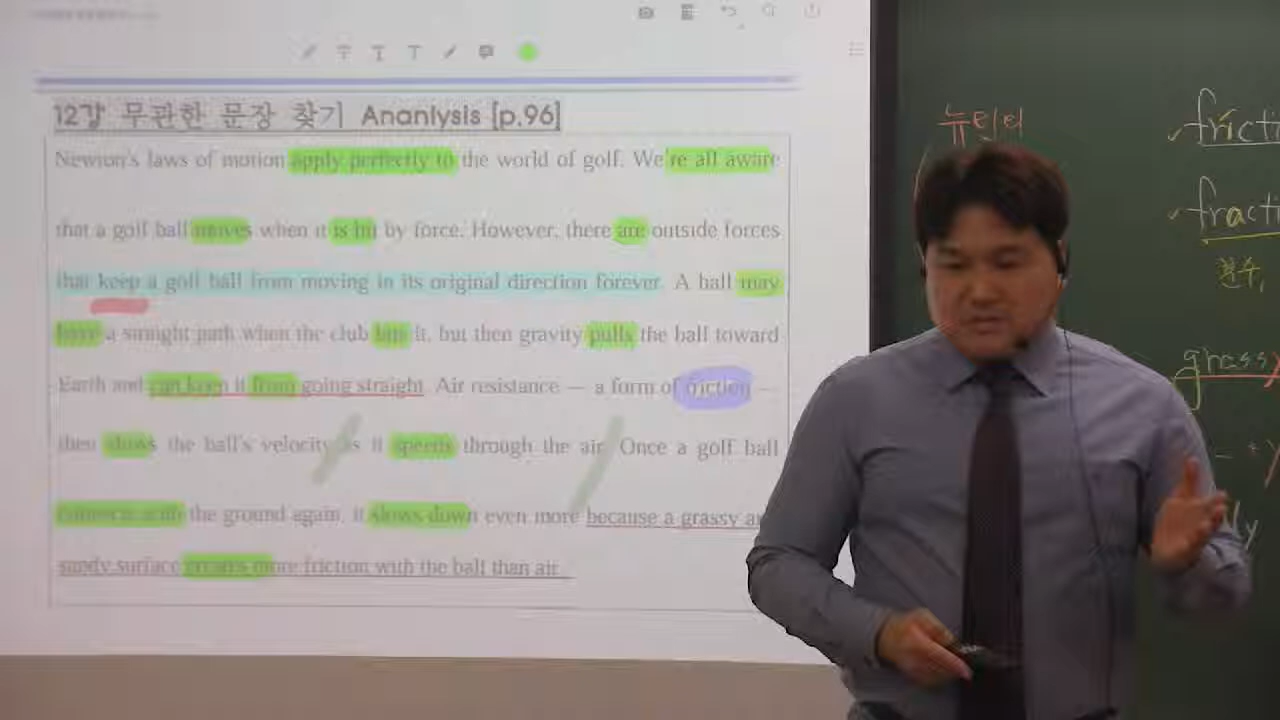 12강 무관한 문장 찾기 Ananlysis [p.96]
Newton's laws of motion apply perfectly to the world of golf. We're all aware
that a golf ball moves when it is hit by force. However, there are outside forces
that keep a golf ball from moving in its original direction forever. A ball may
have a straight path when the club hits it, but then gravity pulls the ball toward
Earth and can keep it from going straight. Air resistance — a form of friction —
then slows the ball's velocity as it speeds through the air. Once a golf ball
connects with the ground again, it slows down even more because a grassy
sandy surface creates more friction with the ball than air.
뉴턴
fricti
fracti
grass